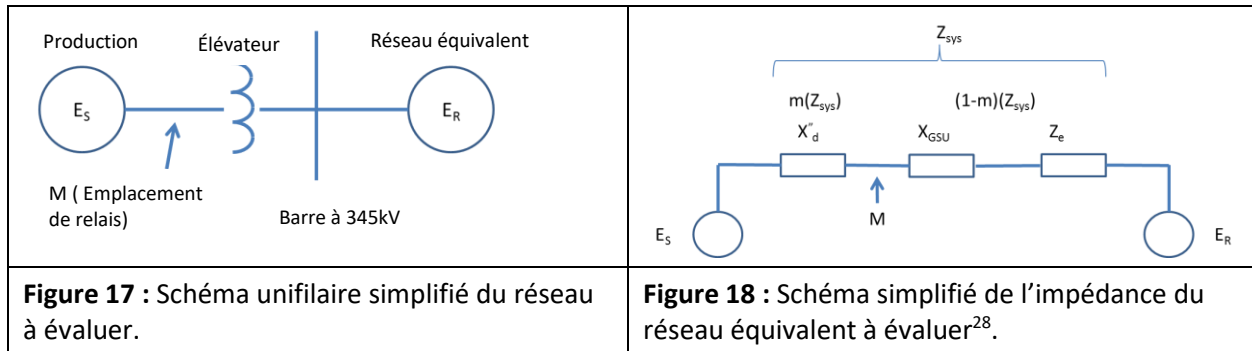 Production
Élévateur
Réseau équivalent
E_S
E_R
M ( Emplacement
de relais)
Barre à 345kV
Figure 17 : Schéma unifilaire simplifié du réseau
à évaluer.
Z_sys
m(Z_sys)
(1-m)(Z_sys)
X"_d
X_GSU
Z_e
M
E_S
E_R
Figure 18 : Schéma simplifié de l’impédance du
réseau équivalent à évaluer²⁸.